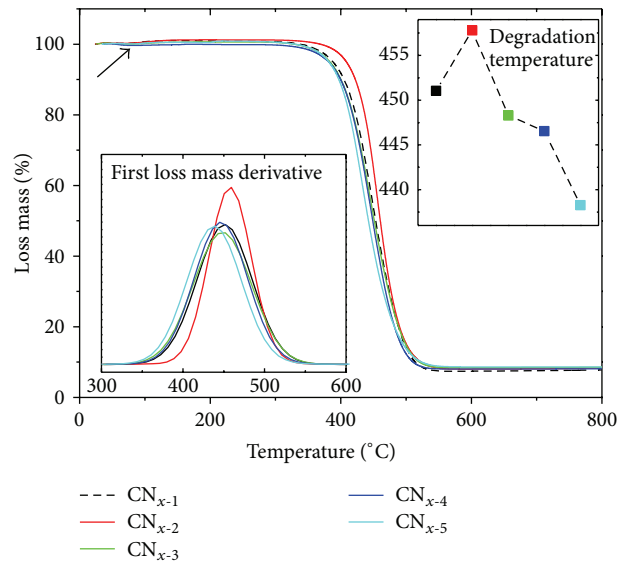 100
80
60
40
20
0
Loss mass (%)
0
200
400
600
800
Temperature (°C)
First loss mass derivative
300
400
500
600
Degradation
temperature
455
450
445
440
CNx-1
CNx-2
CNx-3
CNx-4
CNx-5